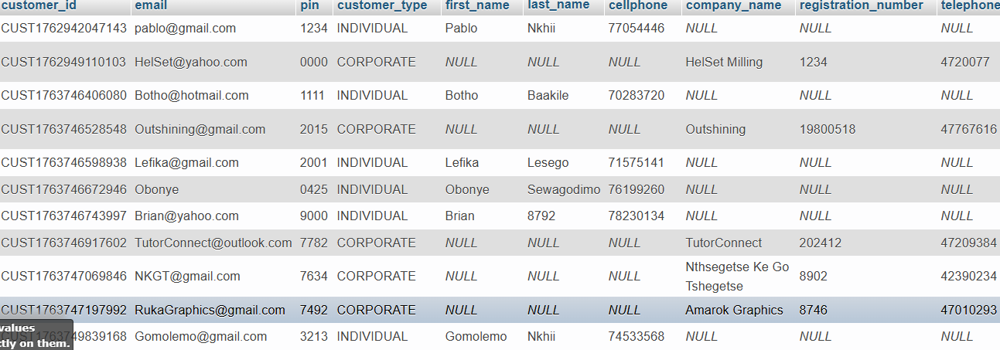 customer_id email pin customer_type first_name last_name cellphone company_name registration_number telephone
CUST1762942047143 pablo@gmail.com 1234 INDIVIDUAL Pablo Nkhii 77054446 NULL NULL NULL
CUST1762949110103 HelSet@yahoo.com 0000 CORPORATE NULL NULL NULL HelSet Milling 1234 4720077
CUST1763746406080 Botho@hotmail.com 1111 INDIVIDUAL Botho Baakile 70283720 NULL NULL NULL
CUST1763746528548 Outshining@gmail.com 2015 CORPORATE NULL NULL NULL Outshining 19800518 47767616
CUST1763746598938 Lefika@gmail.com 2001 INDIVIDUAL Lefika Lesego 71575141 NULL NULL NULL
CUST1763746672946 Obonye 0425 INDIVIDUAL Obonye Sewagodimo 76199260 NULL NULL NULL
CUST1763746743997 Brian@yahoo.com 9000 INDIVIDUAL Brian 8792 78230134 NULL NULL NULL
CUST1763746917602 TutorConnect@outlook.com 7782 CORPORATE NULL NULL NULL TutorConnect 202412 47209384
CUST1763747069846 NKGT@gmail.com 7634 CORPORATE NULL NULL NULL Nthsegetse Ke Go Tshegetse 8902 42390234
CUST1763747197992 RukaGraphics@gmail.com 7492 CORPORATE NULL NULL NULL Amarok Graphics 8746 47010293
values
ctly on them.
49839168 Gomolemo@gmail.com 3213 INDIVIDUAL Gomolemo Nkhii 74533568 NULL NULL NULL